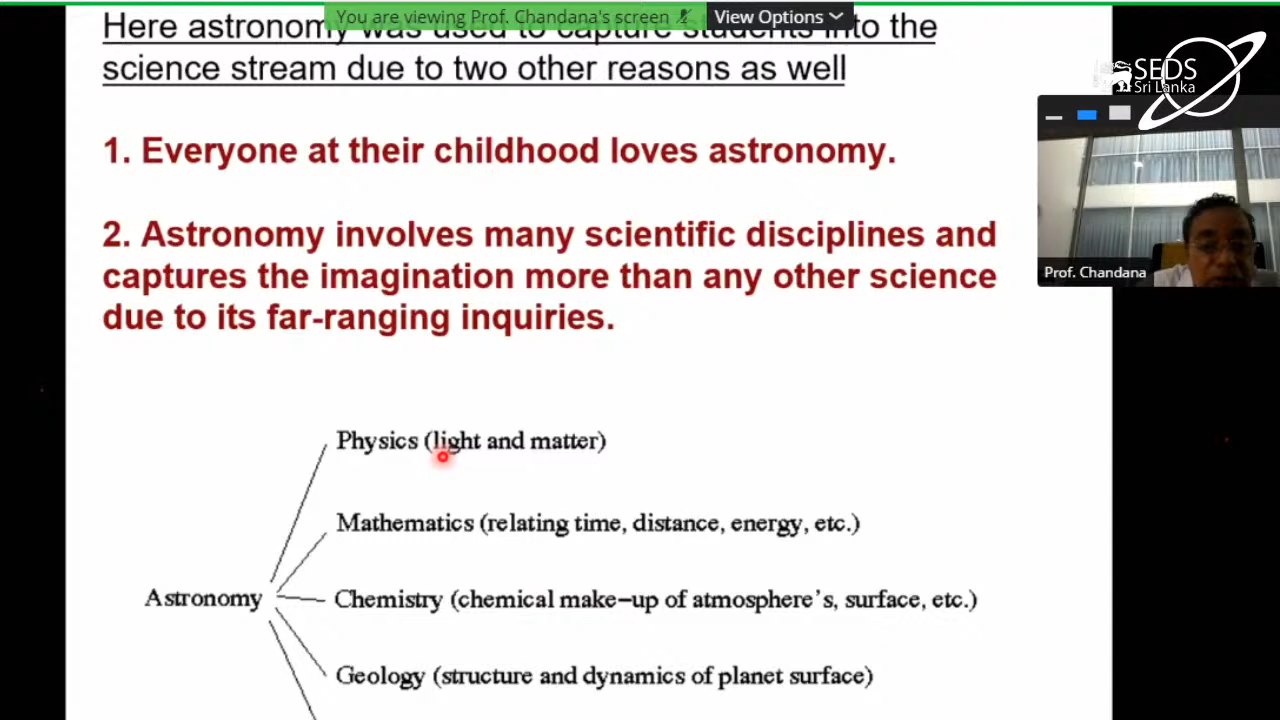 You are viewing Prof. Chandana's screen
View Options
Here astronomy was used to capture students into the
science stream due to two other reasons as well
SEDS
Sri Lanka
1. Everyone at their childhood loves astronomy.
2. Astronomy involves many scientific disciplines and
captures the imagination more than any other science
due to its far-ranging inquiries.
Prof. Chandana
Physics (light and matter)
Mathematics (relating time, distance, energy, etc.)
Astronomy
Chemistry (chemical make-up of atmosphere's, surface, etc.)
Geology (structure and dynamics of planet surface)